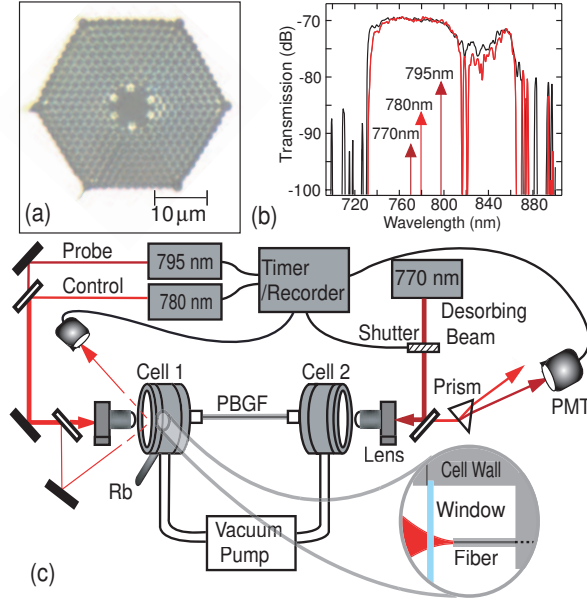 (a)
10 μm
(b)
Transmission (dB)
-70
-80
-90
-100
795nm
780nm
770nm
720
760
800
840
880
Wavelength (nm)
Probe
795 nm
Control
780 nm
Timer
/Recorder
770 nm
Desorbing
Beam
Shutter
Cell 1
Cell 2
PBGF
Prism
PMT
Lens
Rb
Vacuum
Pump
Cell Wall
Window
Fiber
(c)